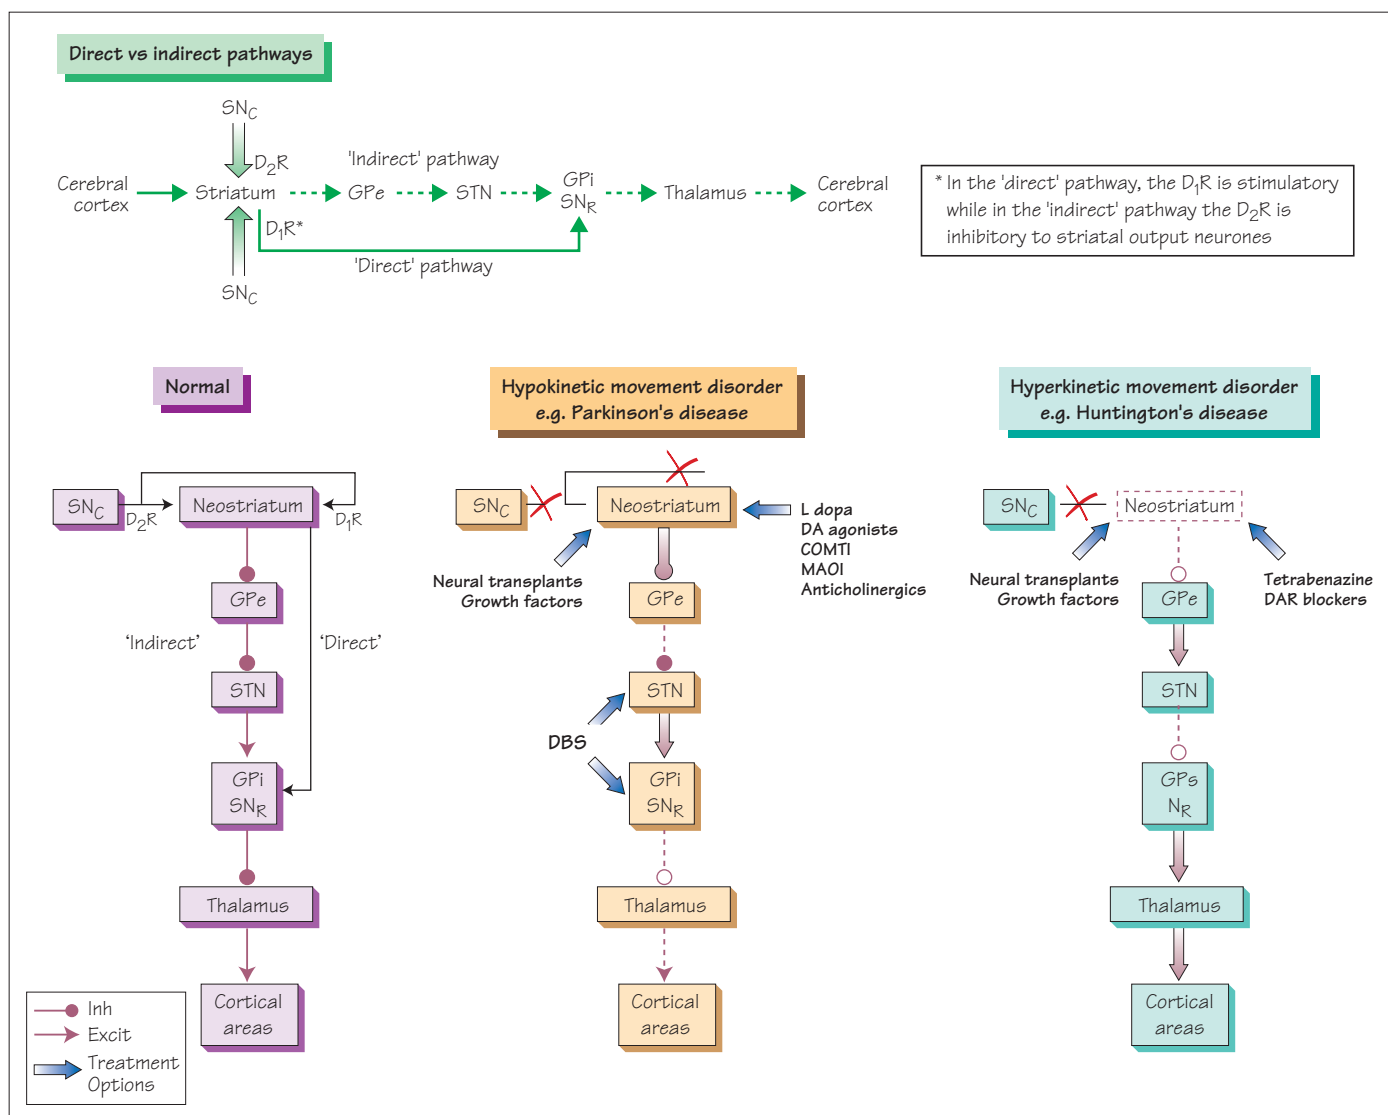 Direct vs indirect pathways
SNC
D2R
'Indirect' pathway
Cerebral
cortex
Striatum
GPe
STN
GPi
SNR
Thalamus
Cerebral
cortex
D1R*
'Direct' pathway
SNC
* In the 'direct' pathway, the D1R is stimulatory
while in the 'indirect' pathway the D2R is
inhibitory to striatal output neurones
Normal
SNC
D2R
Neostriatum
D1R
GPe
'Indirect'
'Direct'
STN
GPi
SNR
Thalamus
Cortical
areas
Inh
Excit
Treatment
Options
Hypokinetic movement disorder
e.g. Parkinson's disease
SNC
Neostriatum
L dopa
DA agonists
COMTI
MAOI
Anticholinergics
Neural transplants
Growth factors
GPe
STN
DBS
GPi
SNR
Thalamus
Cortical
areas
Hyperkinetic movement disorder
e.g. Huntington's disease
SNC
Neostriatum
Neural transplants
Growth factors
Tetrabenazine
DAR blockers
GPe
STN
GPs
NR
Thalamus
Cortical
areas